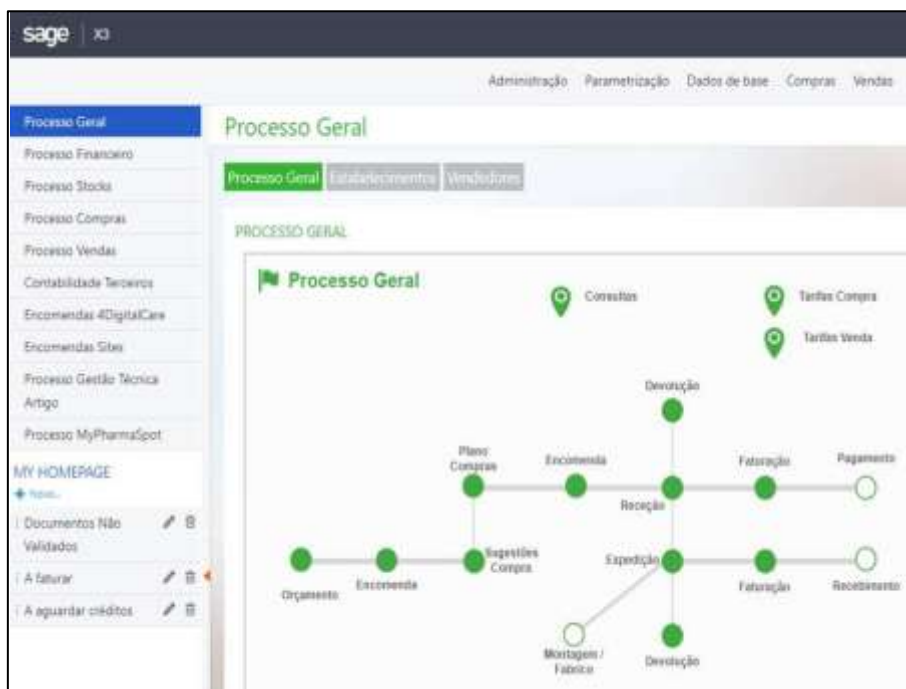 sage X3
Administração Parametrização Dados de base Compras Vendas
Processo Geral
Processo Financeiro
Processo Stocks
Processo Compras
Processo Vendas
Contabilidade Terceiros
Encomendas 4DigitalCare
Encomendas Sites
Processo Gestão Técnica
Artigo
Processo MyPharmaSpot
MY HOMEPAGE
Documentos Não
Validados
A faturar
A aguardar créditos
Processo Geral
Processo Geral Estabelecimentos Vendedores
PROCESSO GERAL
Processo Geral
Consultas
Tarifas Compra
Tarifas Venda
Devolução
Plano
Compras
Encomenda
Faturação
Pagamento
Receção
Orçamento
Encomenda
Sugestões
Compra
Expedição
Faturação
Recebimento
Montagem /
Fabrico
Devolução